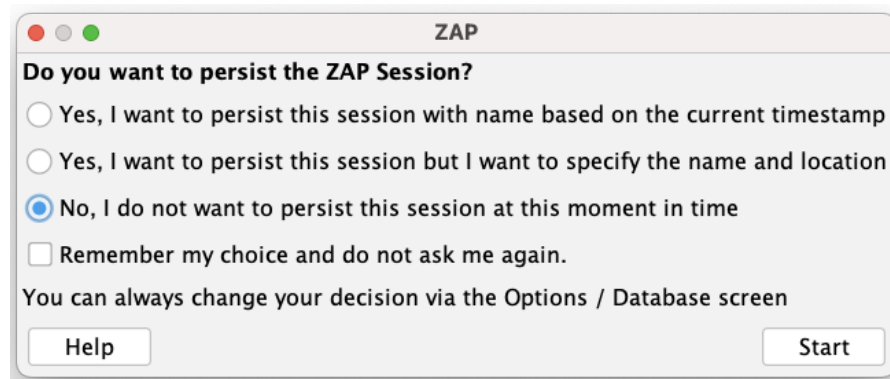 ZAP
Do you want to persist the ZAP Session?
Yes, I want to persist this session with name based on the current timestamp
Yes, I want to persist this session but I want to specify the name and location
No, I do not want to persist this session at this moment in time
Remember my choice and do not ask me again.
You can always change your decision via the Options / Database screen
Help Start